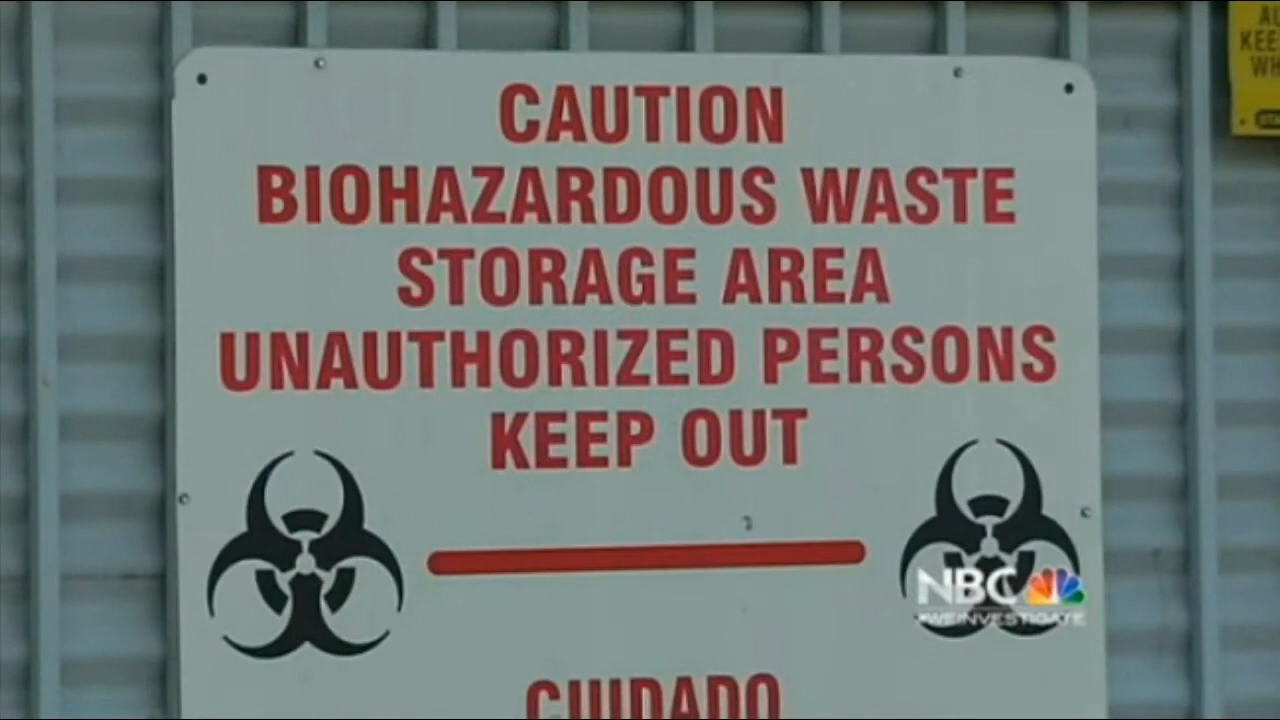 CAUTION
BIOHAZARDOUS WASTE
STORAGE AREA
UNAUTHORIZED PERSONS
KEEP OUT
CUIDADO
NBC
#WEINVESTIGATE